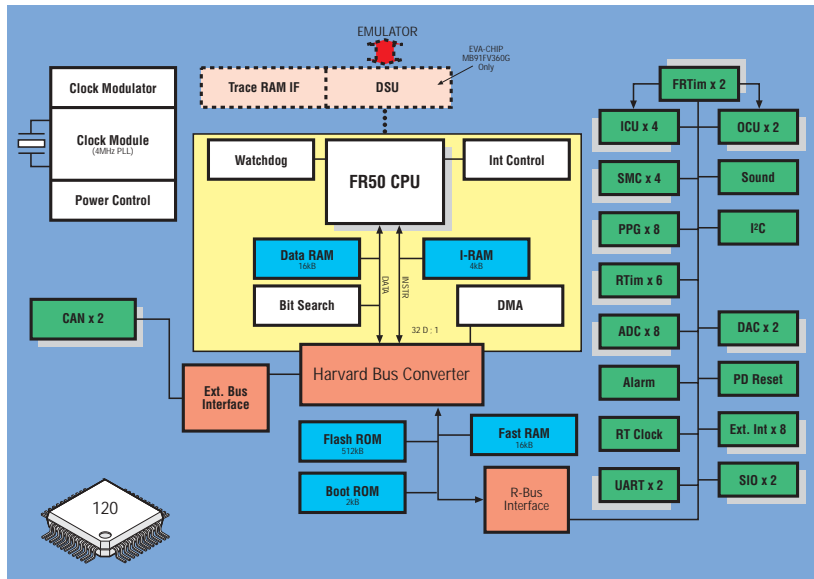 EMULATOR
EVA-CHIP
MB91FV360G
Only
Clock Modulator
Clock Module
(4MHz PLL)
Power Control
Trace RAM IF
DSU
Watchdog
FR50 CPU
Int Control
Data RAM
16kB
I-RAM
4kB
DATA
INSTR
Bit Search
DMA
32 D : 1
CAN x 2
Ext. Bus
Interface
Harvard Bus Converter
Flash ROM
512kB
Fast RAM
16kB
Boot ROM
2kB
R-Bus
Interface
120
FRTim x 2
ICU x 4
OCU x 2
SMC x 4
Sound
PPG x 8
I²C
RTim x 6
ADC x 8
DAC x 2
Alarm
PD Reset
RT Clock
Ext. Int x 8
UART x 2
SIO x 2